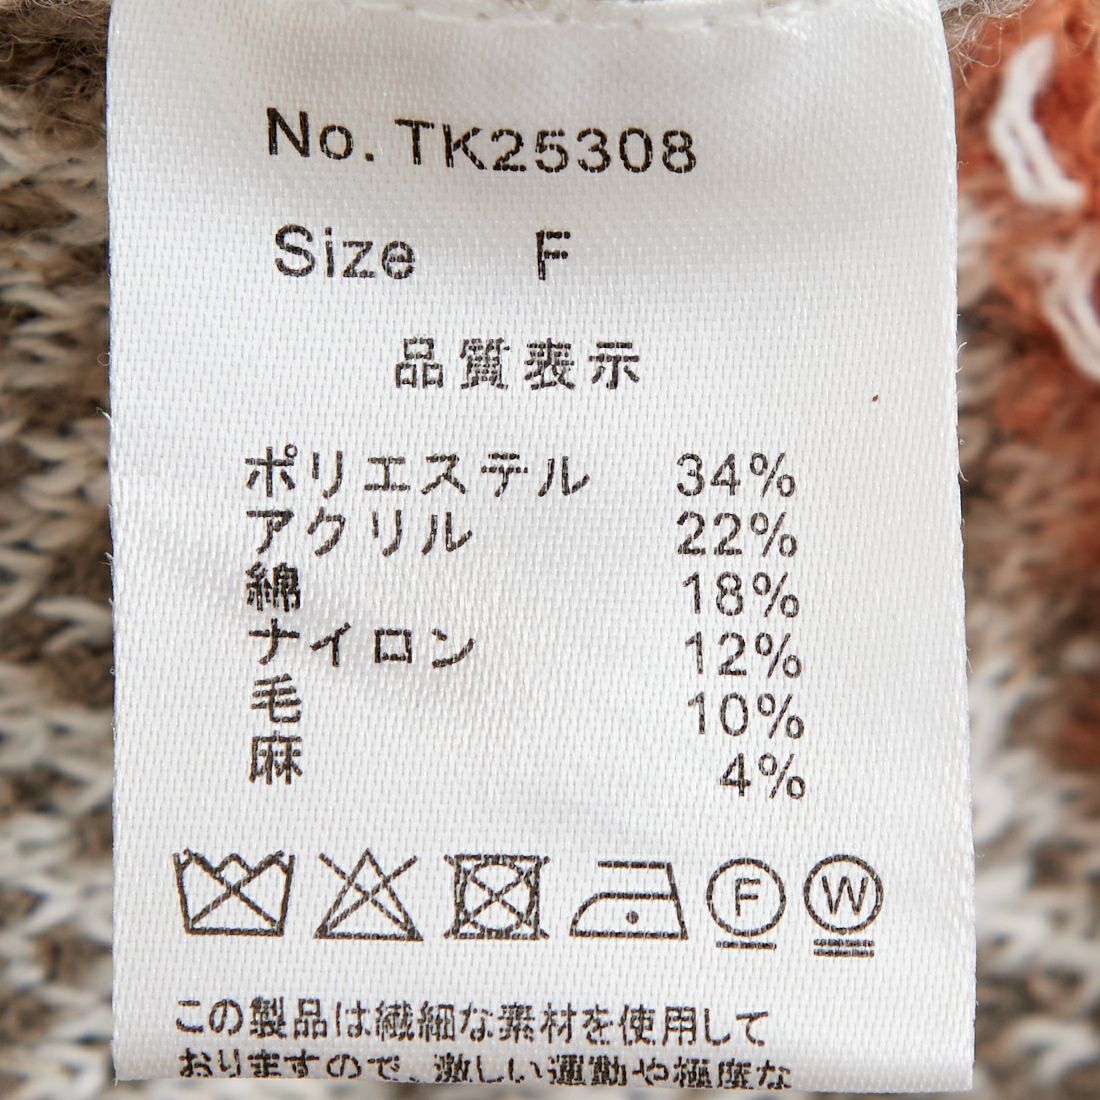 No. TK25308
Size F
品質表示
ポリエステル 34%
アクリル 22%
綿 18%
ナイロン 12%
毛 10%
麻 4%
F W
この製品は繊細な素材を使用して
おりますので、激しい運動や極度な